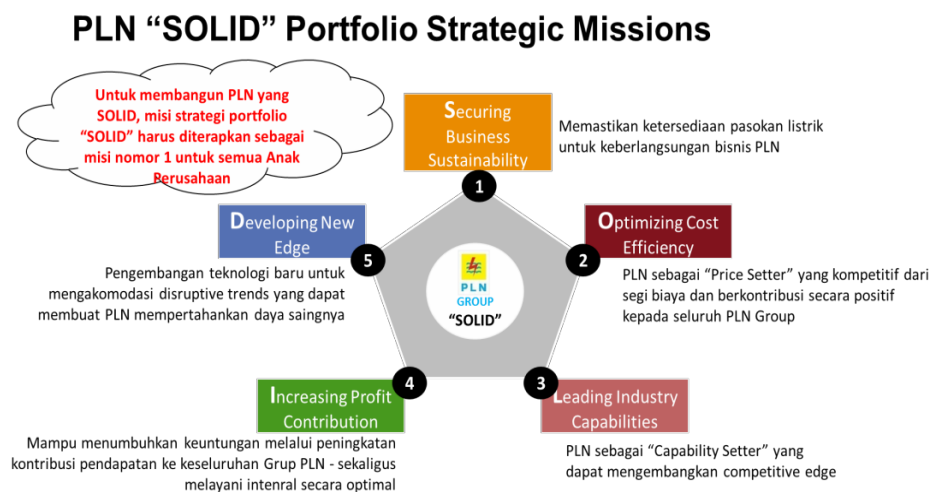 PLN “SOLID” Portfolio Strategic Missions
Untuk membangun PLN yang
SOLID, misi strategi portfolio
“SOLID” harus diterapkan sebagai
misi nomor 1 untuk semua Anak
Perusahaan
Securing
Business
Sustainability
Memastikan ketersediaan pasokan listrik
untuk keberlangsungan bisnis PLN
1
Developing New
Edge
5
Pengembangan teknologi baru untuk
mengakomodasi disruptive trends yang dapat
membuat PLN mempertahankan daya saingnya
Optimizing Cost
Efficiency
2
PLN sebagai “Price Setter” yang kompetitif dari
segi biaya dan berkontribusi secara positif
kepada seluruh PLN Group
PLN
GROUP
“SOLID”
Increasing Profit
Contribution
4
Mampu menumbuhkan keuntungan melalui peningkatan
kontribusi pendapatan ke keseluruhan Grup PLN - sekaligus
melayani intenral secara optimal
3
Leading Industry
Capabilities
PLN sebagai “Capability Setter” yang
dapat mengembangkan competitive edge